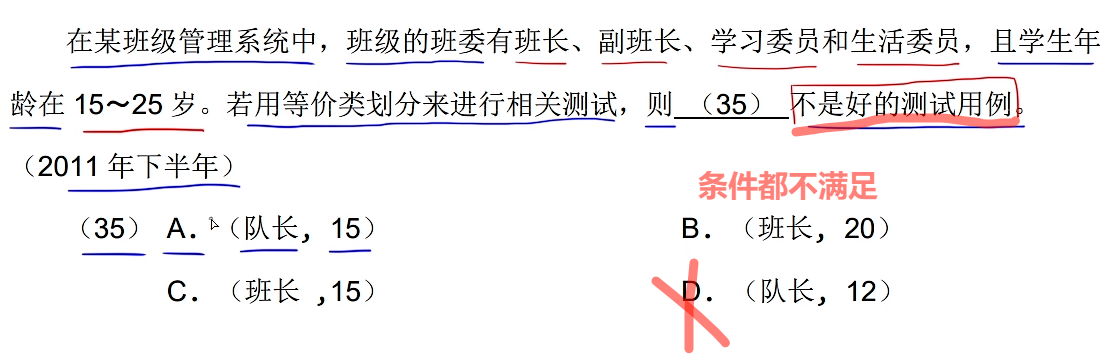 在某班级管理系统中，班级的班委有班长、副班长、学习委员和生活委员，且学生年
龄在 15～25 岁。若用等价类划分来进行相关测试，则 （35） 不是好的测试用例。
（2011 年下半年）
条件都不满足
（35） A．（队长，15） B．（班长，20）
C．（班长 ,15） D．（队长，12）